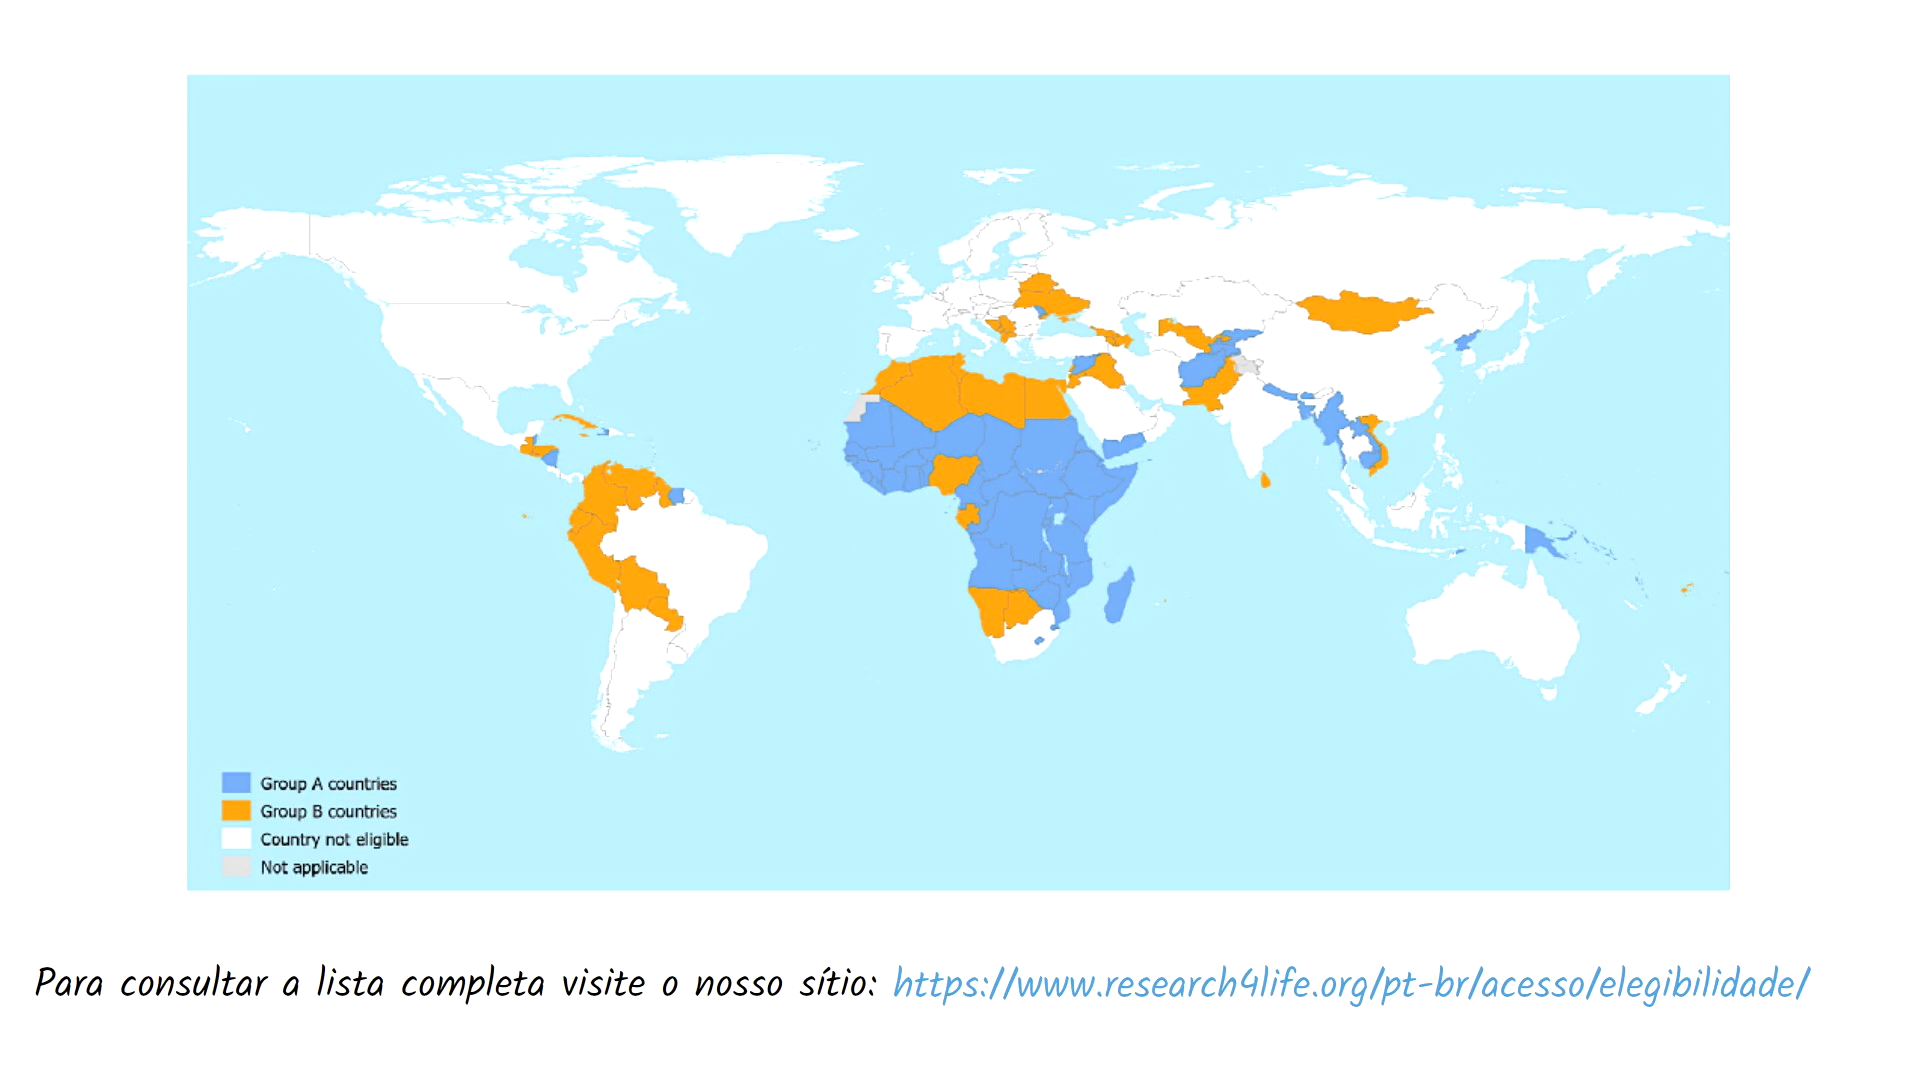 Group A countries
Group B countries
Country not eligible
Not applicable
Para consultar a lista completa visite o nosso sítio: https://www.research4life.org/pt-br/acesso/elegibilidade/